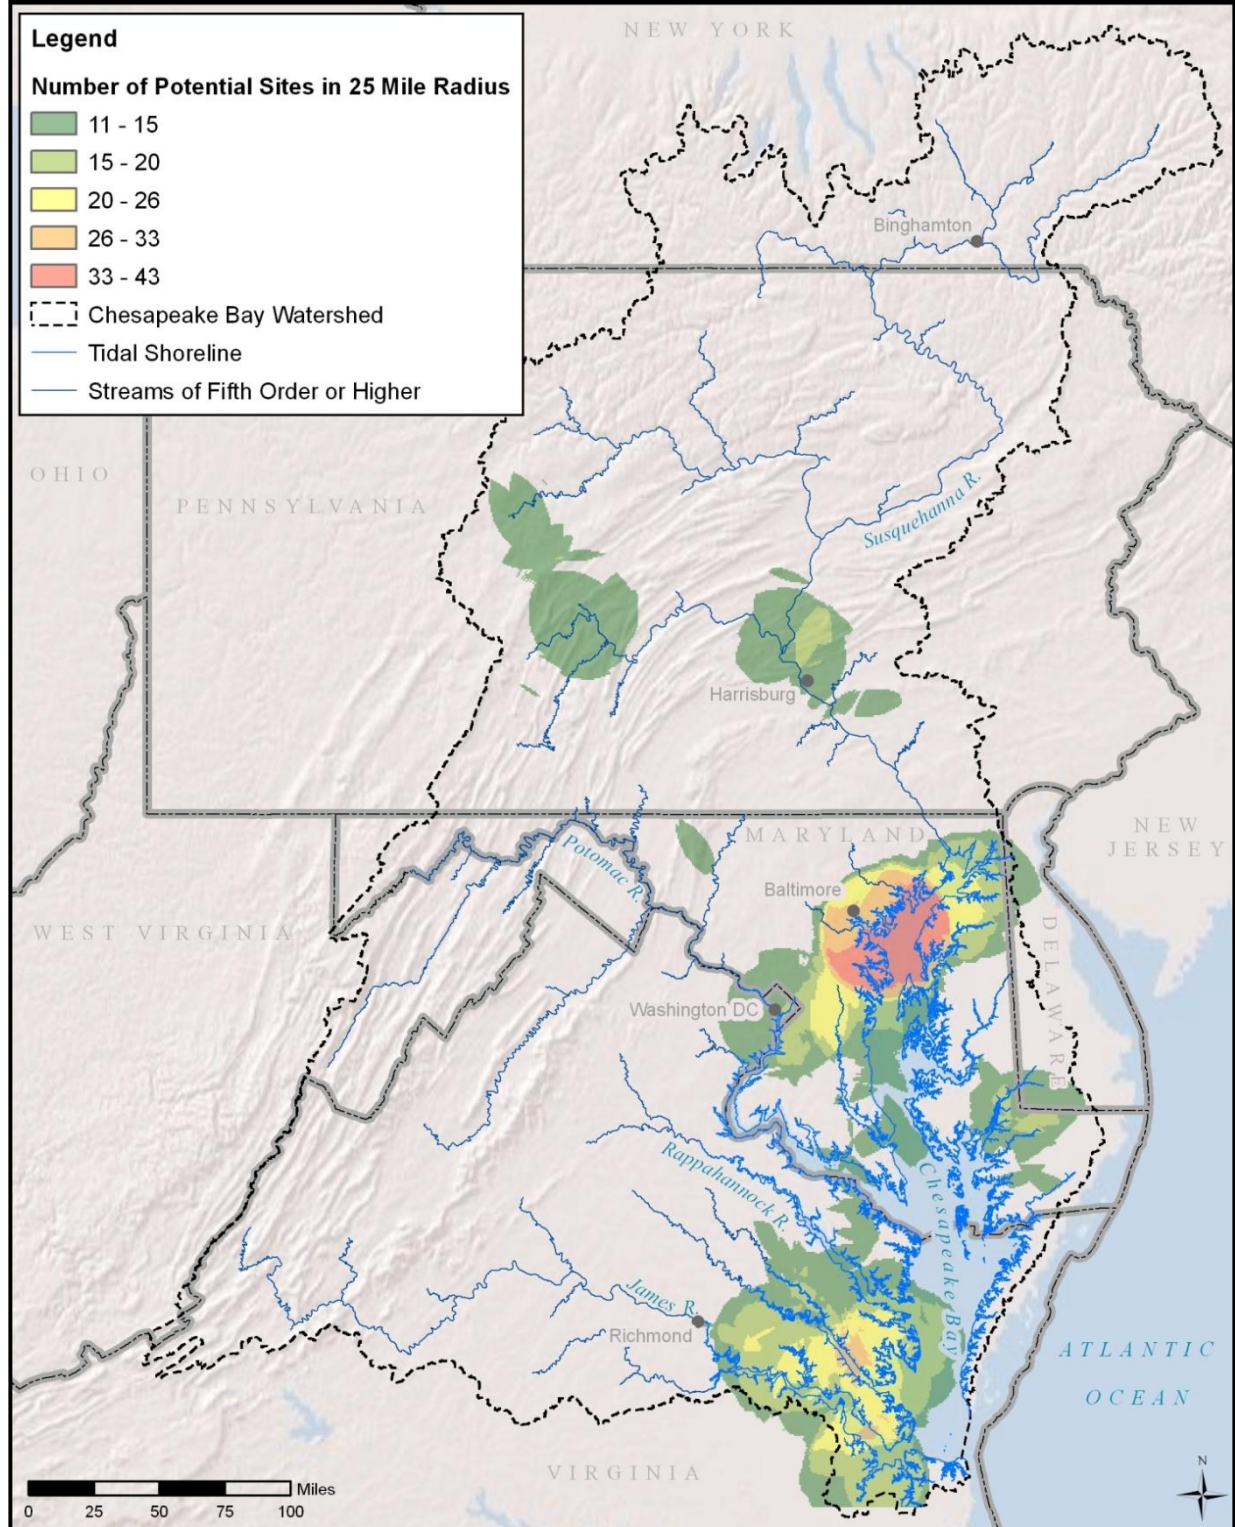 Legend
Number of Potential Sites in 25 Mile Radius
11 - 15
15 - 20
20 - 26
26 - 33
33 - 43
Chesapeake Bay Watershed
Tidal Shoreline
Streams of Fifth Order or Higher
NEW YORK
Binghamton
OHIO
PENNSYLVANIA
Susquehanna R.
Harrisburg
MARYLAND
NEW
JERSEY
Potomac R.
Baltimore
WEST VIRGINIA
DELAWARE
Washington DC
Rappahannock R.
Chesapeake Bay
James R.
Richmond
ATLANTIC
OCEAN
VIRGINIA
N
Miles
0 25 50 75 100